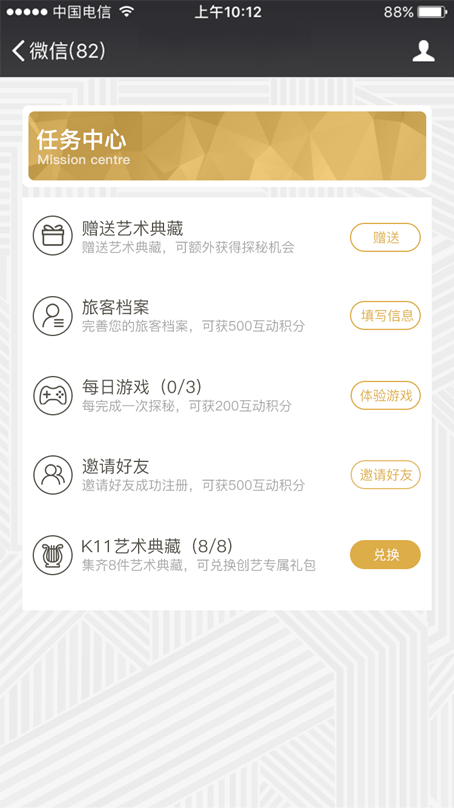 中国电信 上午10:12 88%
微信(82)
任务中心
Mission centre
赠送艺术典藏
赠送艺术典藏，可额外获得探秘机会
赠送
旅客档案
完善您的旅客档案，可获500互动积分
填写信息
每日游戏（0/3）
每完成一次探秘，可获200互动积分
体验游戏
邀请好友
邀请好友成功注册，可获500互动积分
邀请好友
K11艺术典藏（8/8）
集齐8件艺术典藏，可兑换创艺专属礼包
兑换